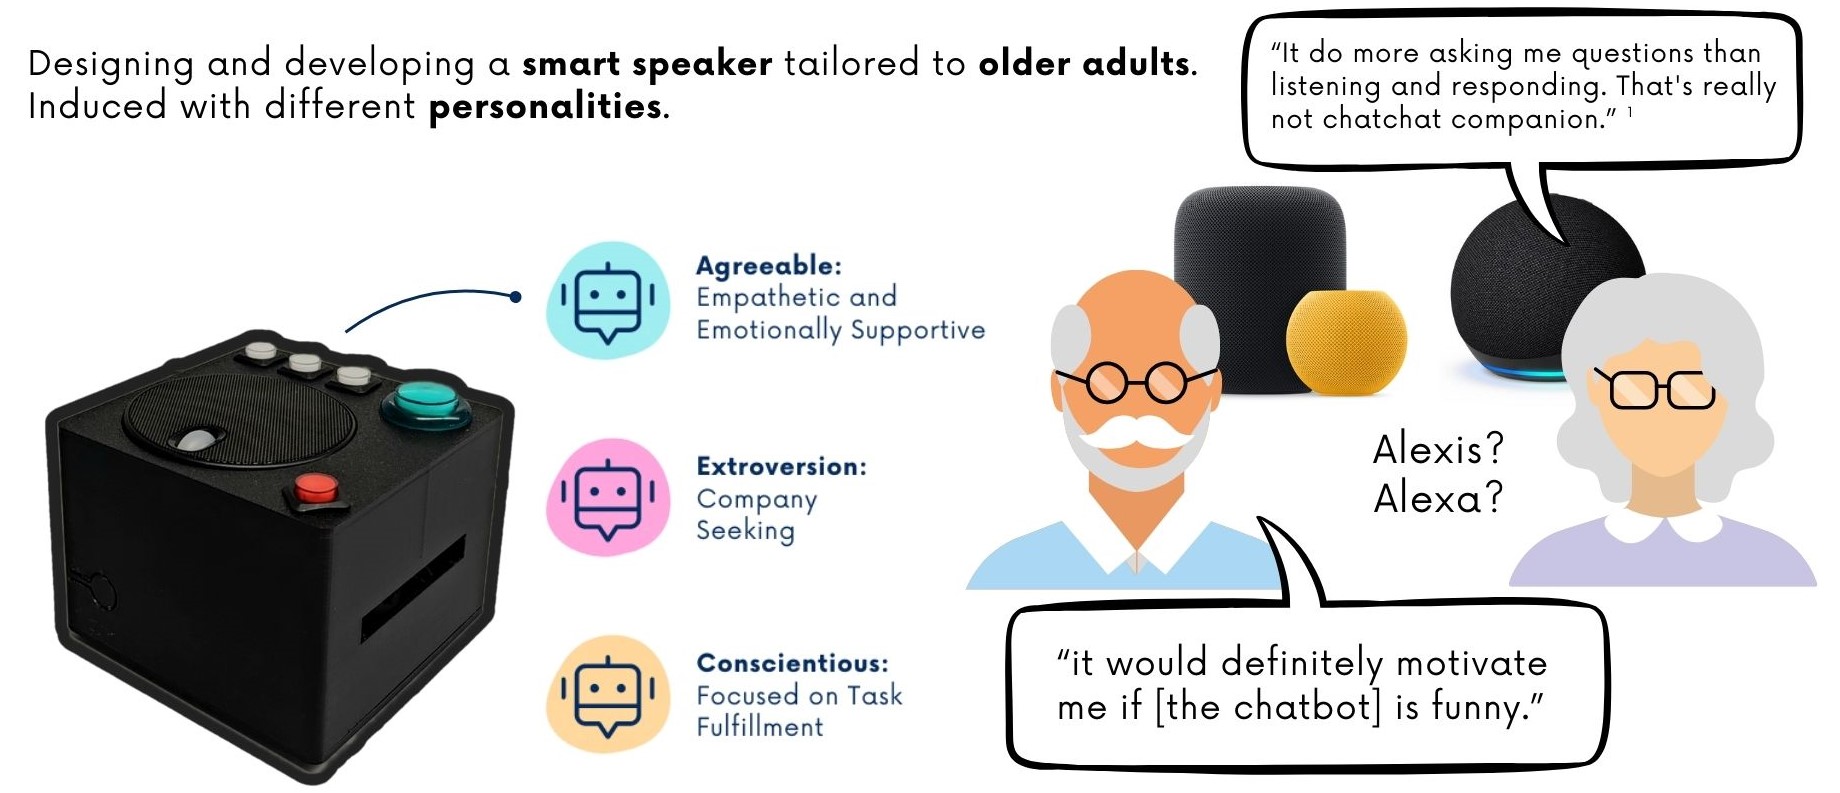 Designing and developing a smart speaker tailored to older adults.
Induced with different personalities.
“It do more asking me questions than
listening and responding. That's really
not chatchat companion.” 1
Agreeable:
Empathetic and
Emotionally Supportive
Extroversion:
Company
Seeking
Conscientious:
Focused on Task
Fulfillment
Alexis?
Alexa?
“it would definitely motivate
me if [the chatbot] is funny.”